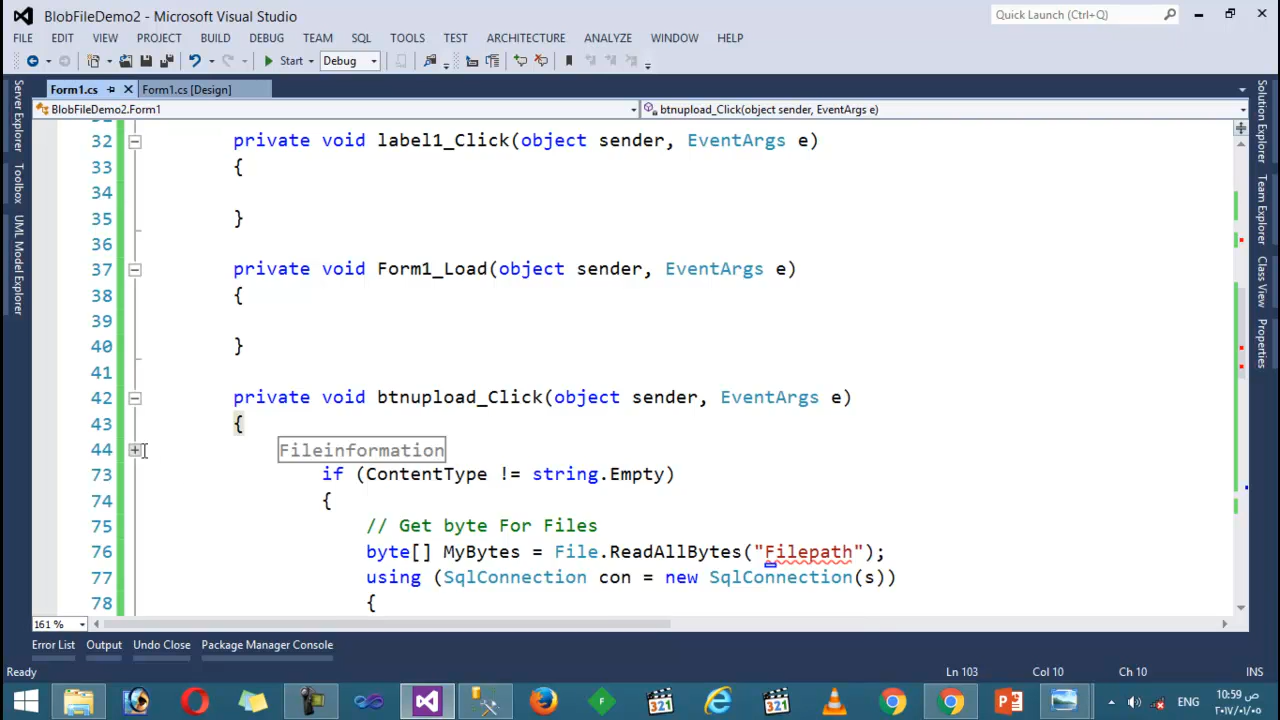 BlobFileDemo2 - Microsoft Visual Studio
Quick Launch (Ctrl+Q)
FILE EDIT VIEW PROJECT BUILD DEBUG TEAM SQL TOOLS TEST ARCHITECTURE ANALYZE WINDOW HELP
Start Debug
Form1.cs Form1.cs [Design]
BlobFileDemo2.Form1 btnupload_Click(object sender, EventArgs e)
32 private void label1_Click(object sender, EventArgs e)
33 {
34
35 }
36
37 private void Form1_Load(object sender, EventArgs e)
38 {
39
40 }
41
42 private void btnupload_Click(object sender, EventArgs e)
43 {
44 Fileinformation
73 if (ContentType != string.Empty)
74 {
75 // Get byte For Files
76 byte[] MyBytes = File.ReadAllBytes("Filepath");
77 using (SqlConnection con = new SqlConnection(s))
78 {
161 %
Server Explorer
Toolbox
UML Model Explorer
Solution Explorer
Team Explorer
Class View
Properties
Error List Output Undo Close Package Manager Console
Ready Ln 103 Col 10 Ch 10 INS
321 321 ENG
10:59 ص
٢٠١٧/٠١/٠٥